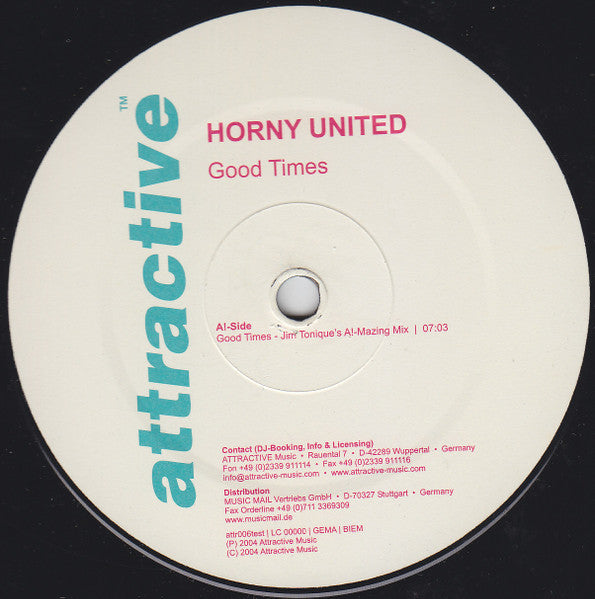 attractive™
HORNY UNITED
Good Times
A!-Side
Good Times - Jim Tonique's A!-Mazing Mix | 07:03
Contact (DJ-Booking, Info & Licensing)
ATTRACTIVE Music • Rauental 7 • D-42289 Wuppertal • Germany
Fon +49 (0)2339 911114 • Fax +49 (0)2339 911116
info@attractive-music.com • www.attractive-music.com
Distribution
MUSIC MAIL Vertriebs GmbH • D-70327 Stuttgart • Germany
Fax Orderline +49 (0)711 3369309
www.musicmail.de
attr006test | LC 00000 | GEMA | BIEM
(P) 2004 Attractive Music
(C) 2004 Attractive Music